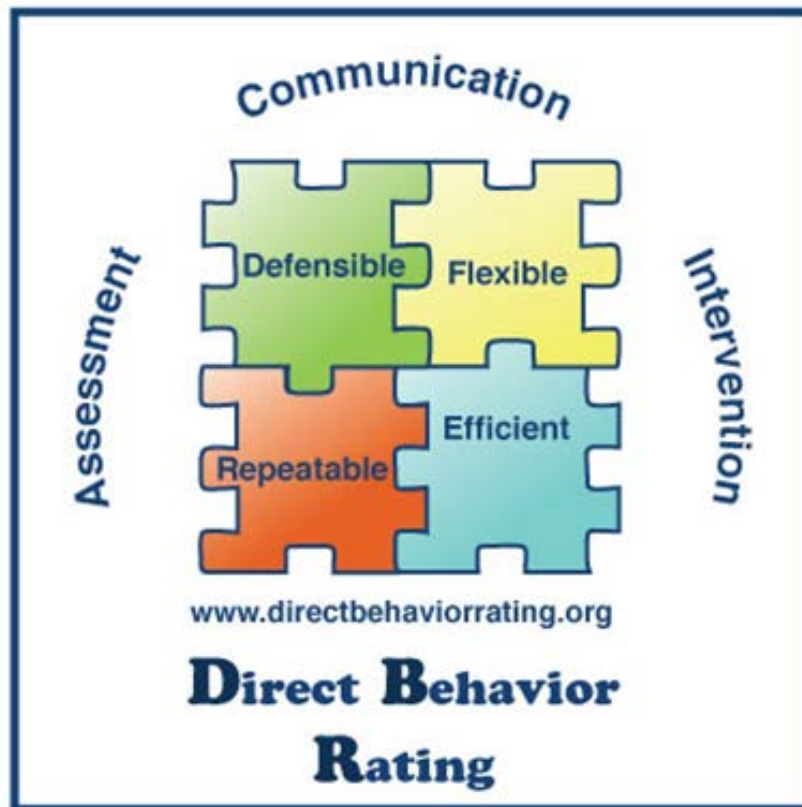 Communication
Assessment
Intervention
Defensible
Flexible
Repeatable
Efficient
www.directbehaviorrating.org
Direct Behavior
Rating